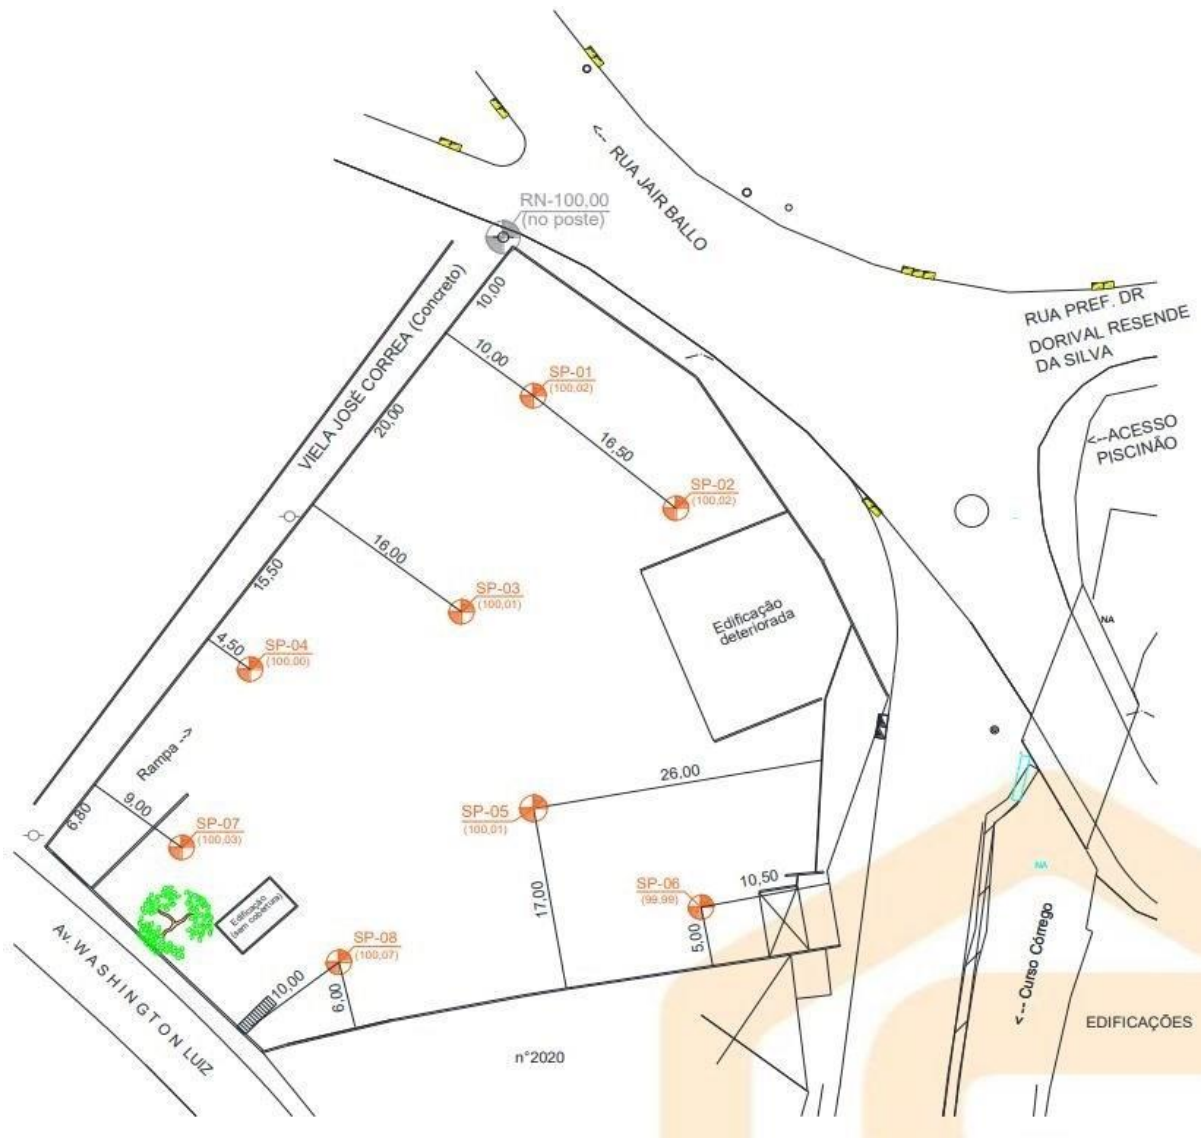 RN-100,00
(no poste)
<-- RUA JAIR BALLO
RUA PREF. DR
DORIVAL RESENDE
DA SILVA
<--ACESSO
PISCINÃO
VIELA JOSÉ CORREA (Concreto)
10,00
10,00
SP-01
(100,02)
20,00
16,50
SP-02
(100,02)
16,00
15,50
SP-03
(100,01)
Edificação
deteriorada
NA
4,50
SP-04
(100,00)
Rampa -->
26,00
9,00
6,80
SP-07
(100,03)
SP-05
(100,01)
17,00
SP-06
(99,99)
10,50
5,00
NA
Edificação
(sem cobertura)
SP-08
(100,07)
10,00
6,00
Av. WASHINGTON LUIZ
<-- Curso Córrego
EDIFICAÇÕES
n°2020